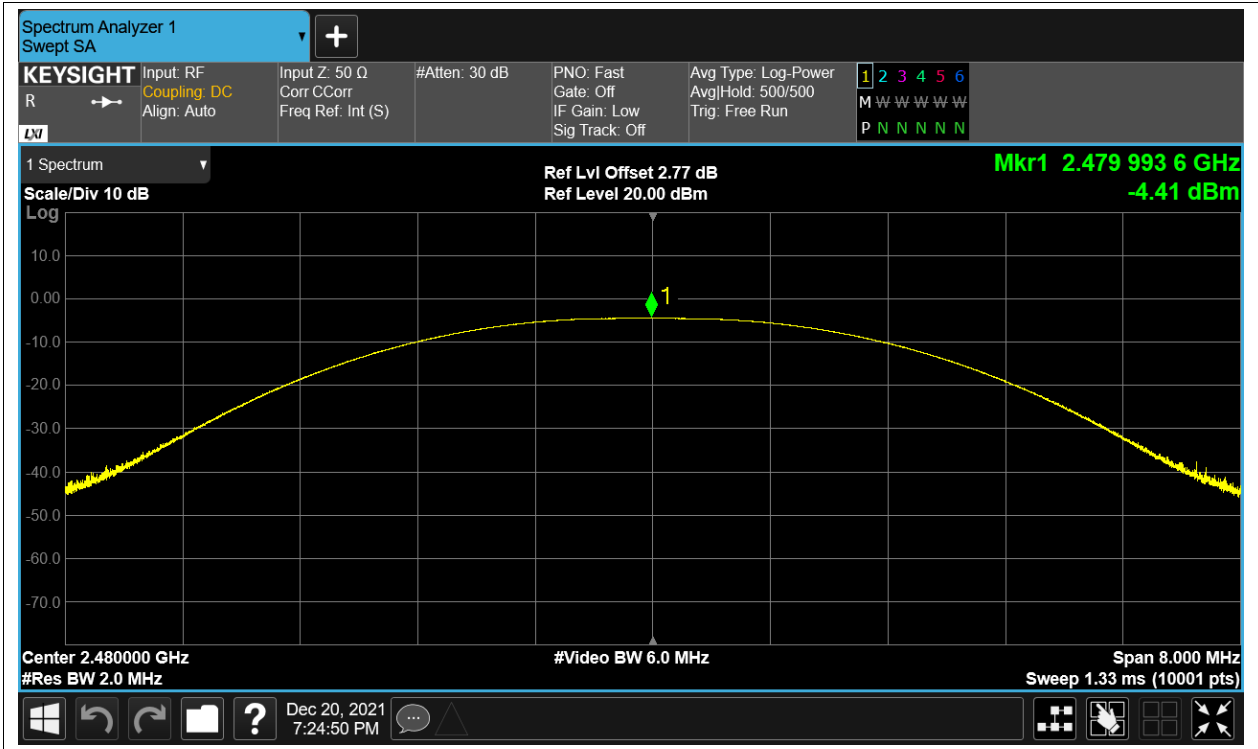 Spectrum Analyzer 1
Swept SA
+
KEYSIGHT
R
LXI
Input: RF
Coupling: DC
Align: Auto
Input Z: 50 Ω
Corr CCorr
Freq Ref: Int (S)
#Atten: 30 dB
PNO: Fast
Gate: Off
IF Gain: Low
Sig Track: Off
Avg Type: Log-Power
Avg|Hold: 500/500
Trig: Free Run
1 2 3 4 5 6
M W W W W W
P N N N N N
1 Spectrum
Scale/Div 10 dB
Log
Ref Lvl Offset 2.77 dB
Ref Level 20.00 dBm
Mkr1 2.479 993 6 GHz
-4.41 dBm
10.0
0.00
-10.0
-20.0
-30.0
-40.0
-50.0
-60.0
-70.0
1
Center 2.480000 GHz
#Res BW 2.0 MHz
#Video BW 6.0 MHz
Span 8.000 MHz
Sweep 1.33 ms (10001 pts)
?
Dec 20, 2021
7:24:50 PM